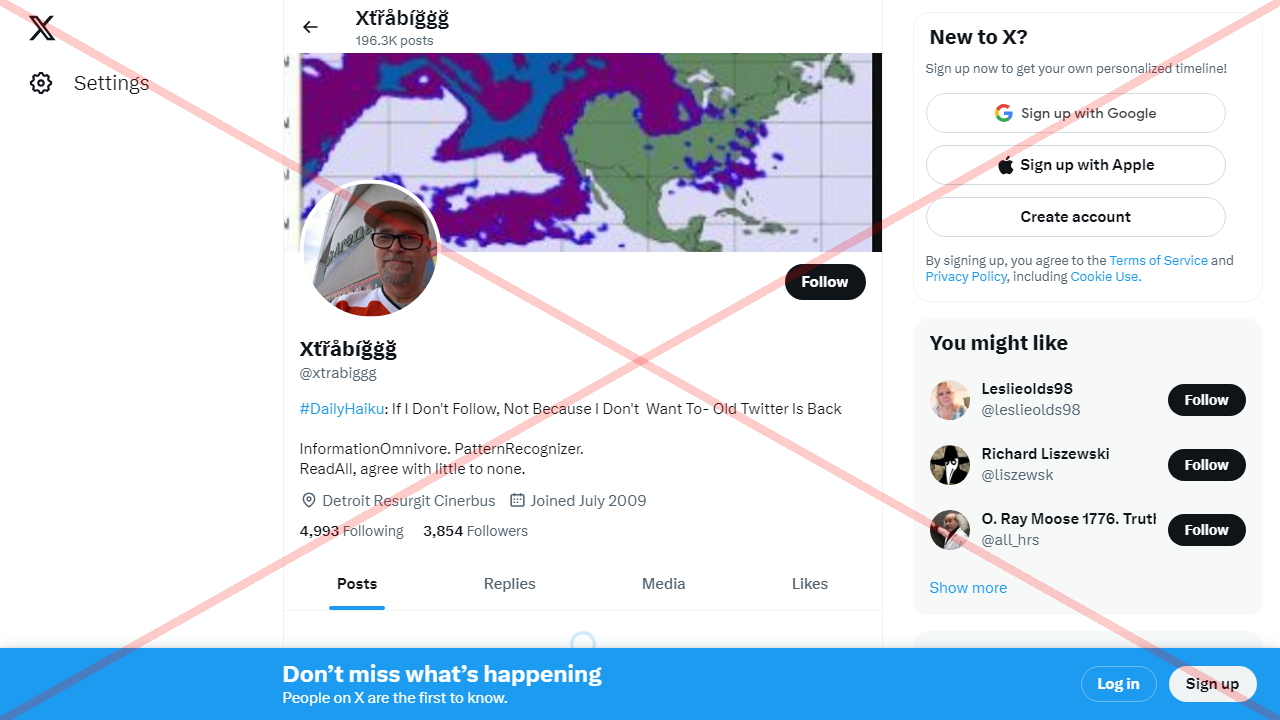 Xtřåbíğģğ
196.3K posts
Settings
Follow
Xtřåbíğģğ
@xtrabiggg
#DailyHaiku: If I Don't Follow, Not Because I Don't  Want To- Old Twitter Is Back
InformationOmnivore. PatternRecognizer.
ReadAll, agree with little to none.
Detroit Resurgit Cinerbus Joined July 2009
4,993 Following 3,854 Followers
Posts Replies Media Likes
New to X?
Sign up now to get your own personalized timeline!
Sign up with Google
Sign up with Apple
Create account
By signing up, you agree to the Terms of Service and
Privacy Policy, including Cookie Use.
You might like
Leslieolds98
@leslieolds98
Follow
Richard Liszewski
@liszewsk
Follow
O. Ray Moose 1776. Truth
@all_hrs
Follow
Show more
Don’t miss what’s happening
People on X are the first to know.
Log in
Sign up